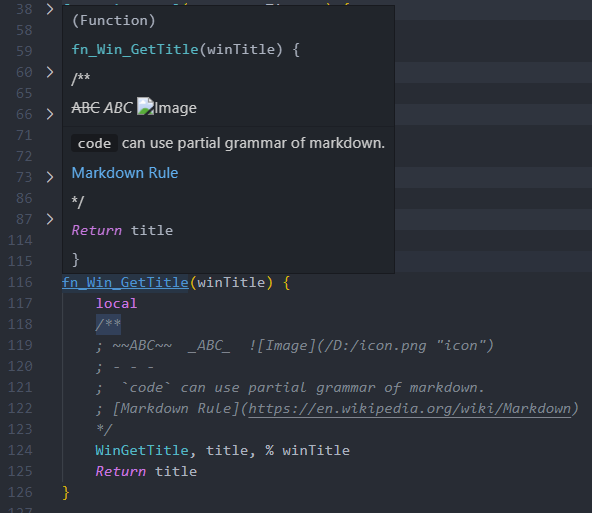 38
(Function)
58
59
fn_Win_GetTitle(winTitle) {
60
/**
65
ABC ABC Image
66
71
code can use partial grammar of markdown.
72
73
Markdown Rule
86
*/
87
Return title
114
115
}
116 fn_Win_GetTitle(winTitle) {
117 local
118 /**
119 ; ~~ABC~~ _ABC_ ![Image](/D:/icon.png "icon")
120 ; - - -
121 ; `code` can use partial grammar of markdown.
122 ; [Markdown Rule](https://en.wikipedia.org/wiki/Markdown)
123 */
124 WinGetTitle, title, % winTitle
125 Return title
126 }
127